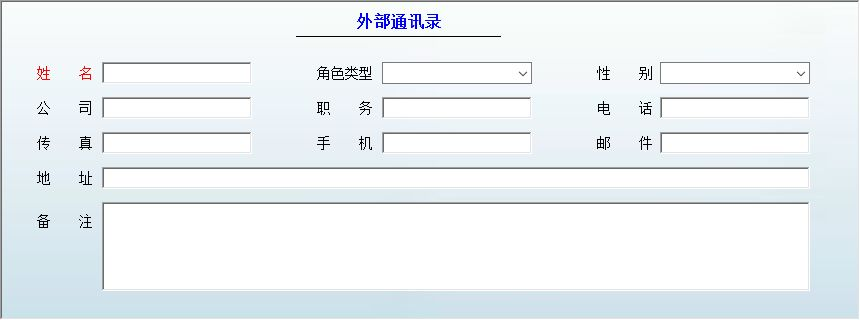 外部通讯录
姓 名 角色类型 性 别
公 司 职 务 电 话
传 真 手 机 邮 件
地 址
备 注